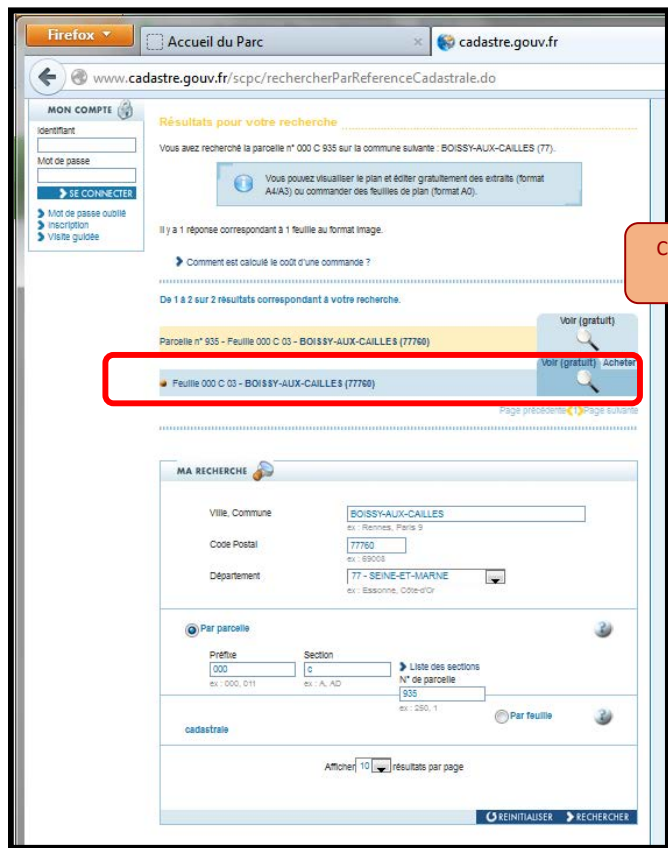 Firefox
Accueil du Parc
cadastre.gouv.fr
www.cadastre.gouv.fr/scpc/rechercherParReferenceCadastrale.do
MON COMPTE
Identifiant
Mot de passe
SE CONNECTER
Mot de passe oublié
Inscription
Visite guidée
Résultats pour votre recherche
Vous avez recherché la parcelle n° 000 C 935 sur la commune suivante : BOISSY-AUX-CAILLES (77).
Vous pouvez visualiser le plan et éditer gratuitement des extraits (format
A4/A3) ou commander des feuilles de plan (format A0).
Il y a 1 réponse correspondant à 1 feuille au format image.
C
Comment est calculé le coût d'une commande ?
De 1 à 2 sur 2 résultats correspondant à votre recherche.
Voir (gratuit)
Parcelle n° 935 - Feuille 000 C 03 - BOISSY-AUX-CAILLES (77760)
Voir (gratuit) Acheter
Feuille 000 C 03 - BOISSY-AUX-CAILLES (77760)
Page précédente 1 Page suivante
MA RECHERCHE
Ville, Commune
BOISSY-AUX-CAILLES
ex : Rennes, Paris 9
Code Postal
77760
ex : 69008
Département
77 - SEINE-ET-MARNE
ex : Essonne, Côte-d'Or
Par parcelle
Préfixe
Section
000
c
Liste des sections
ex : 000, 011
ex : A, AD
N° de parcelle
935
ex : 250, 1
Par feuille
cadastrale
Afficher 10 résultats par page
REINITIALISER
RECHERCHER